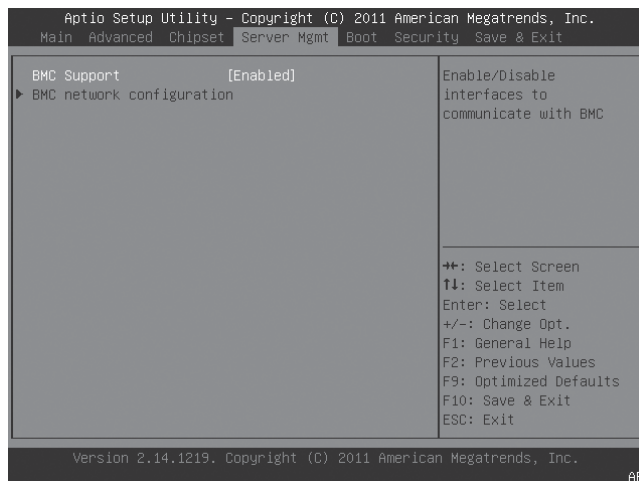 Aptio Setup Utility – Copyright (C) 2011 American Megatrends, Inc.
Main Advanced Chipset Server Mgmt Boot Security Save & Exit
BMC Support [Enabled]
▶ BMC network configuration
Enable/Disable
interfaces to
communicate with BMC
→←: Select Screen
↑↓: Select Item
Enter: Select
+/-: Change Opt.
F1: General Help
F2: Previous Values
F9: Optimized Defaults
F10: Save & Exit
ESC: Exit
Version 2.14.1219. Copyright (C) 2011 American Megatrends, Inc.